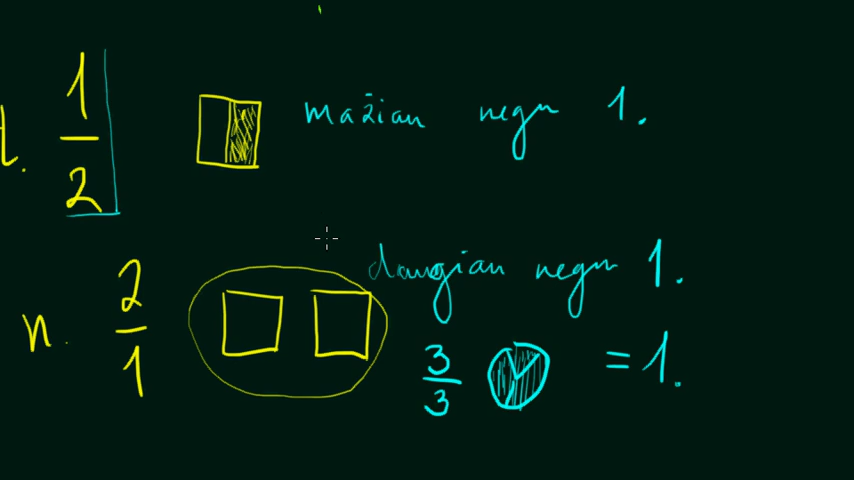 t. 1/2 mažiau negu 1.
n. 2/1 daugiau negu 1.
3/3 = 1.